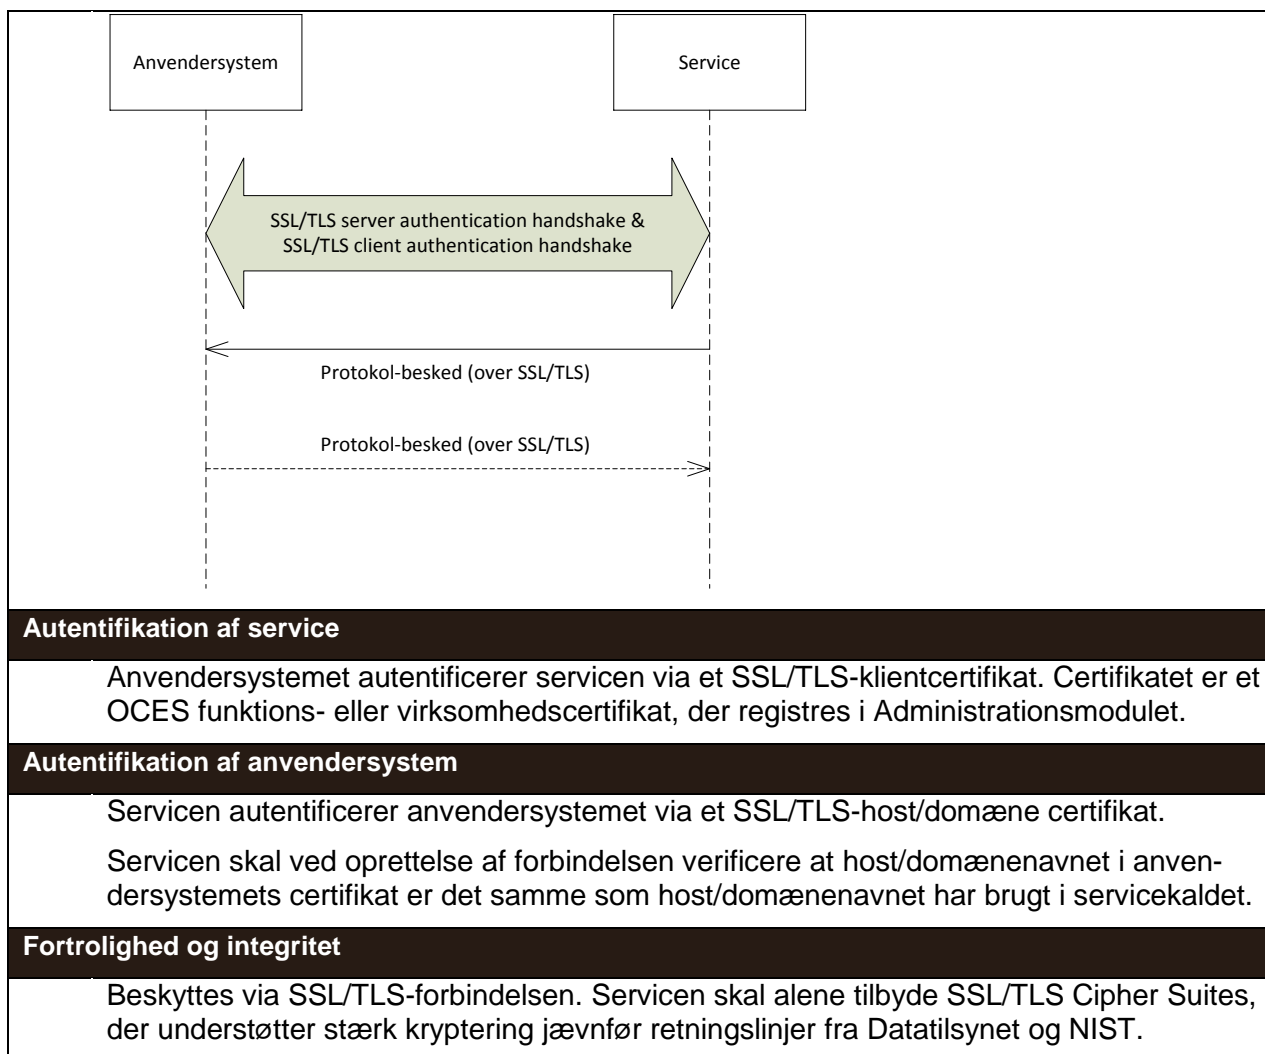 Anvendersystem
Service
SSL/TLS server authentication handshake &
SSL/TLS client authentication handshake
Protokol-besked (over SSL/TLS)
Protokol-besked (over SSL/TLS)
Autentifikation af service
Anvendersystemet autentificerer servicen via et SSL/TLS-klientcertifikat. Certifikatet er et
OCES funktions- eller virksomhedscertifikat, der registres i Administrationsmodulet.
Autentifikation af anvendersystem
Servicen autentificerer anvendersystemet via et SSL/TLS-host/domæne certifikat.
Servicen skal ved oprettelse af forbindelsen verificere at host/domænenavnet i anven-
dersystemets certifikat er det samme som host/domænenavnet har brugt i servicekaldet.
Fortrolighed og integritet
Beskyttes via SSL/TLS-forbindelsen. Servicen skal alene tilbyde SSL/TLS Cipher Suites,
der understøtter stærk kryptering jævnfør retningslinjer fra Datatilsynet og NIST.